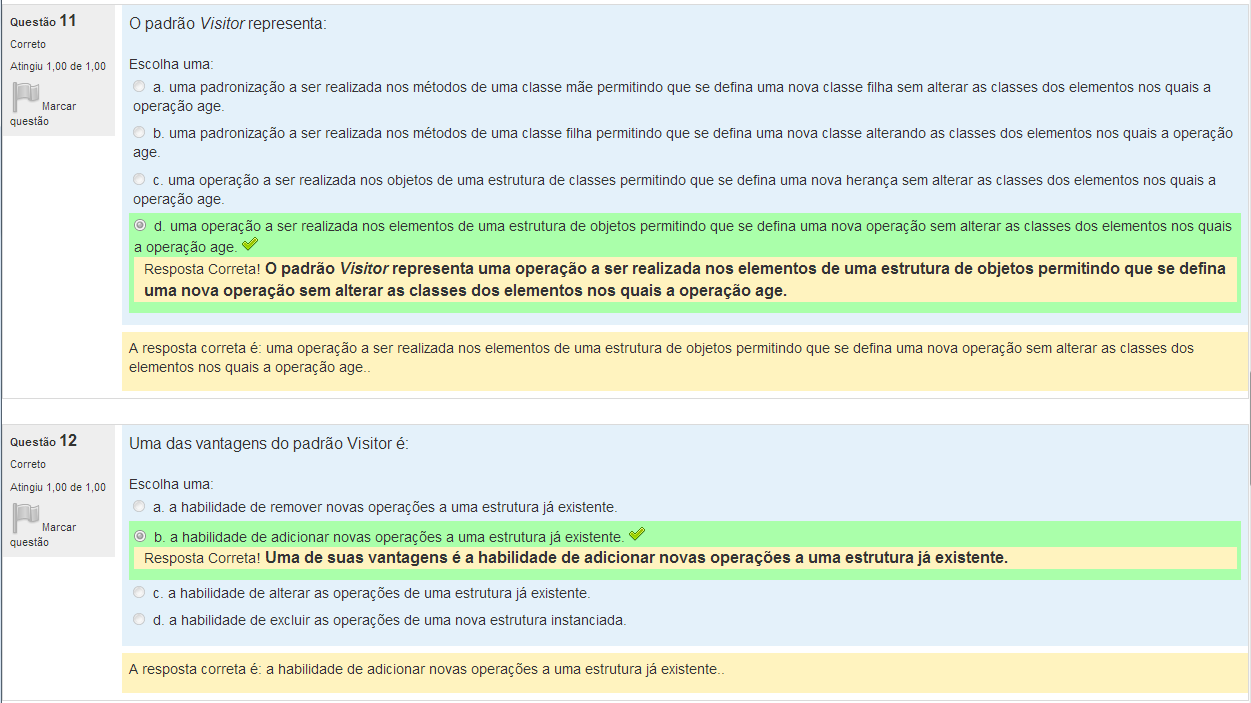 Questão 11
Correto
Atingiu 1,00 de 1,00
Marcar
questão
O padrão Visitor representa:
Escolha uma:
a. uma padronização a ser realizada nos métodos de uma classe mãe permitindo que se defina uma nova classe filha sem alterar as classes dos elementos nos quais a
operação age.
b. uma padronização a ser realizada nos métodos de uma classe filha permitindo que se defina uma nova classe alterando as classes dos elementos nos quais a operação
age.
c. uma operação a ser realizada nos objetos de uma estrutura de classes permitindo que se defina uma nova herança sem alterar as classes dos elementos nos quais a
operação age.
d. uma operação a ser realizada nos elementos de uma estrutura de objetos permitindo que se defina uma nova operação sem alterar as classes dos elementos nos quais
a operação age.
Resposta Correta! O padrão Visitor representa uma operação a ser realizada nos elementos de uma estrutura de objetos permitindo que se defina
uma nova operação sem alterar as classes dos elementos nos quais a operação age.
A resposta correta é: uma operação a ser realizada nos elementos de uma estrutura de objetos permitindo que se defina uma nova operação sem alterar as classes dos
elementos nos quais a operação age..
Questão 12
Correto
Atingiu 1,00 de 1,00
Marcar
questão
Uma das vantagens do padrão Visitor é:
Escolha uma:
a. a habilidade de remover novas operações a uma estrutura já existente.
b. a habilidade de adicionar novas operações a uma estrutura já existente.
Resposta Correta! Uma de suas vantagens é a habilidade de adicionar novas operações a uma estrutura já existente.
c. a habilidade de alterar as operações de uma estrutura já existente.
d. a habilidade de excluir as operações de uma nova estrutura instanciada.
A resposta correta é: a habilidade de adicionar novas operações a uma estrutura já existente..